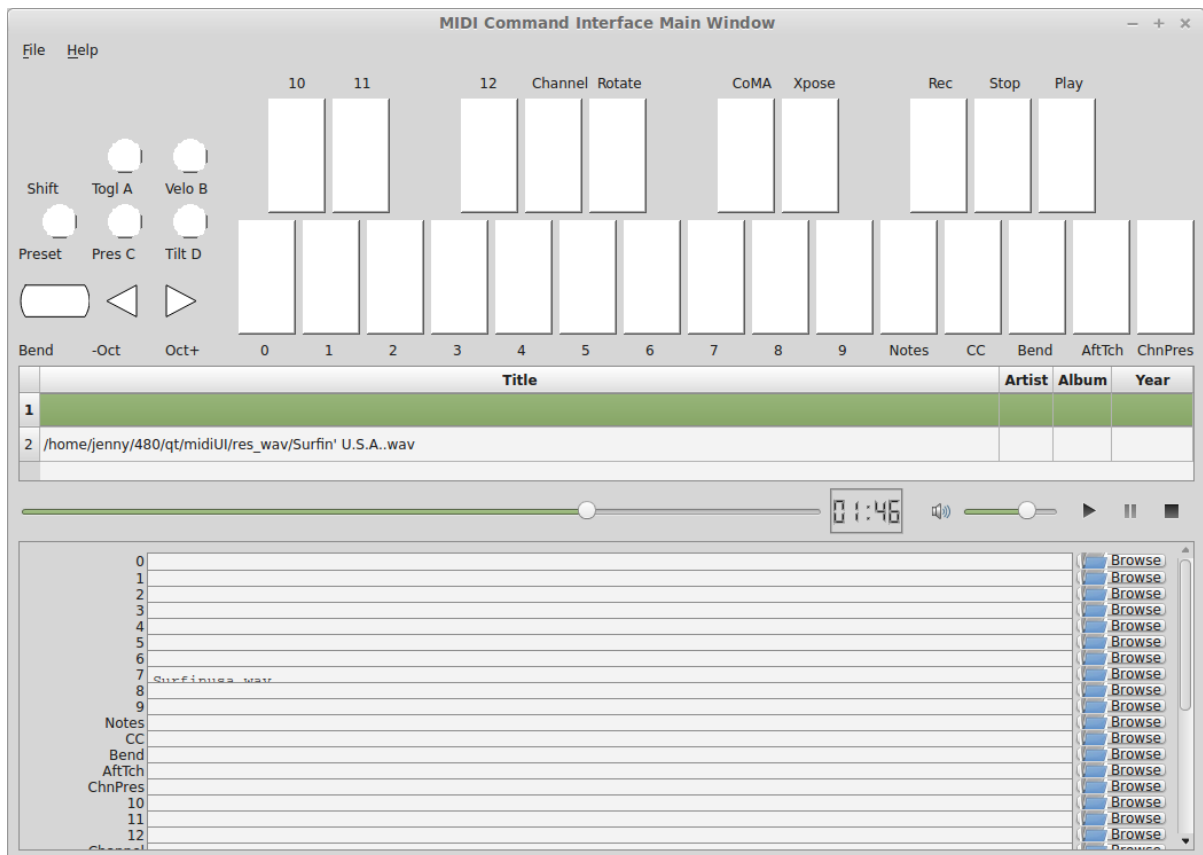 MIDI Command Interface Main Window
File Help
10 11 12 Channel Rotate CoMA Xpose Rec Stop Play
Shift Togl A Velo B
Preset Pres C Tilt D
Bend -Oct Oct+ 0 1 2 3 4 5 6 7 8 9 Notes CC Bend AftTch ChnPres
Title Artist Album Year
1
2 /home/jenny/480/qt/midiUI/res_wav/Surfin' U.S.A..wav
01:46
0 Browse
1 Browse
2 Browse
3 Browse
4 Browse
5 Browse
6 Browse
7 Surfinusa.wav Browse
8 Browse
9 Browse
Notes Browse
CC Browse
Bend Browse
AftTch Browse
ChnPres Browse
10 Browse
11 Browse
12 Browse
Channel Browse